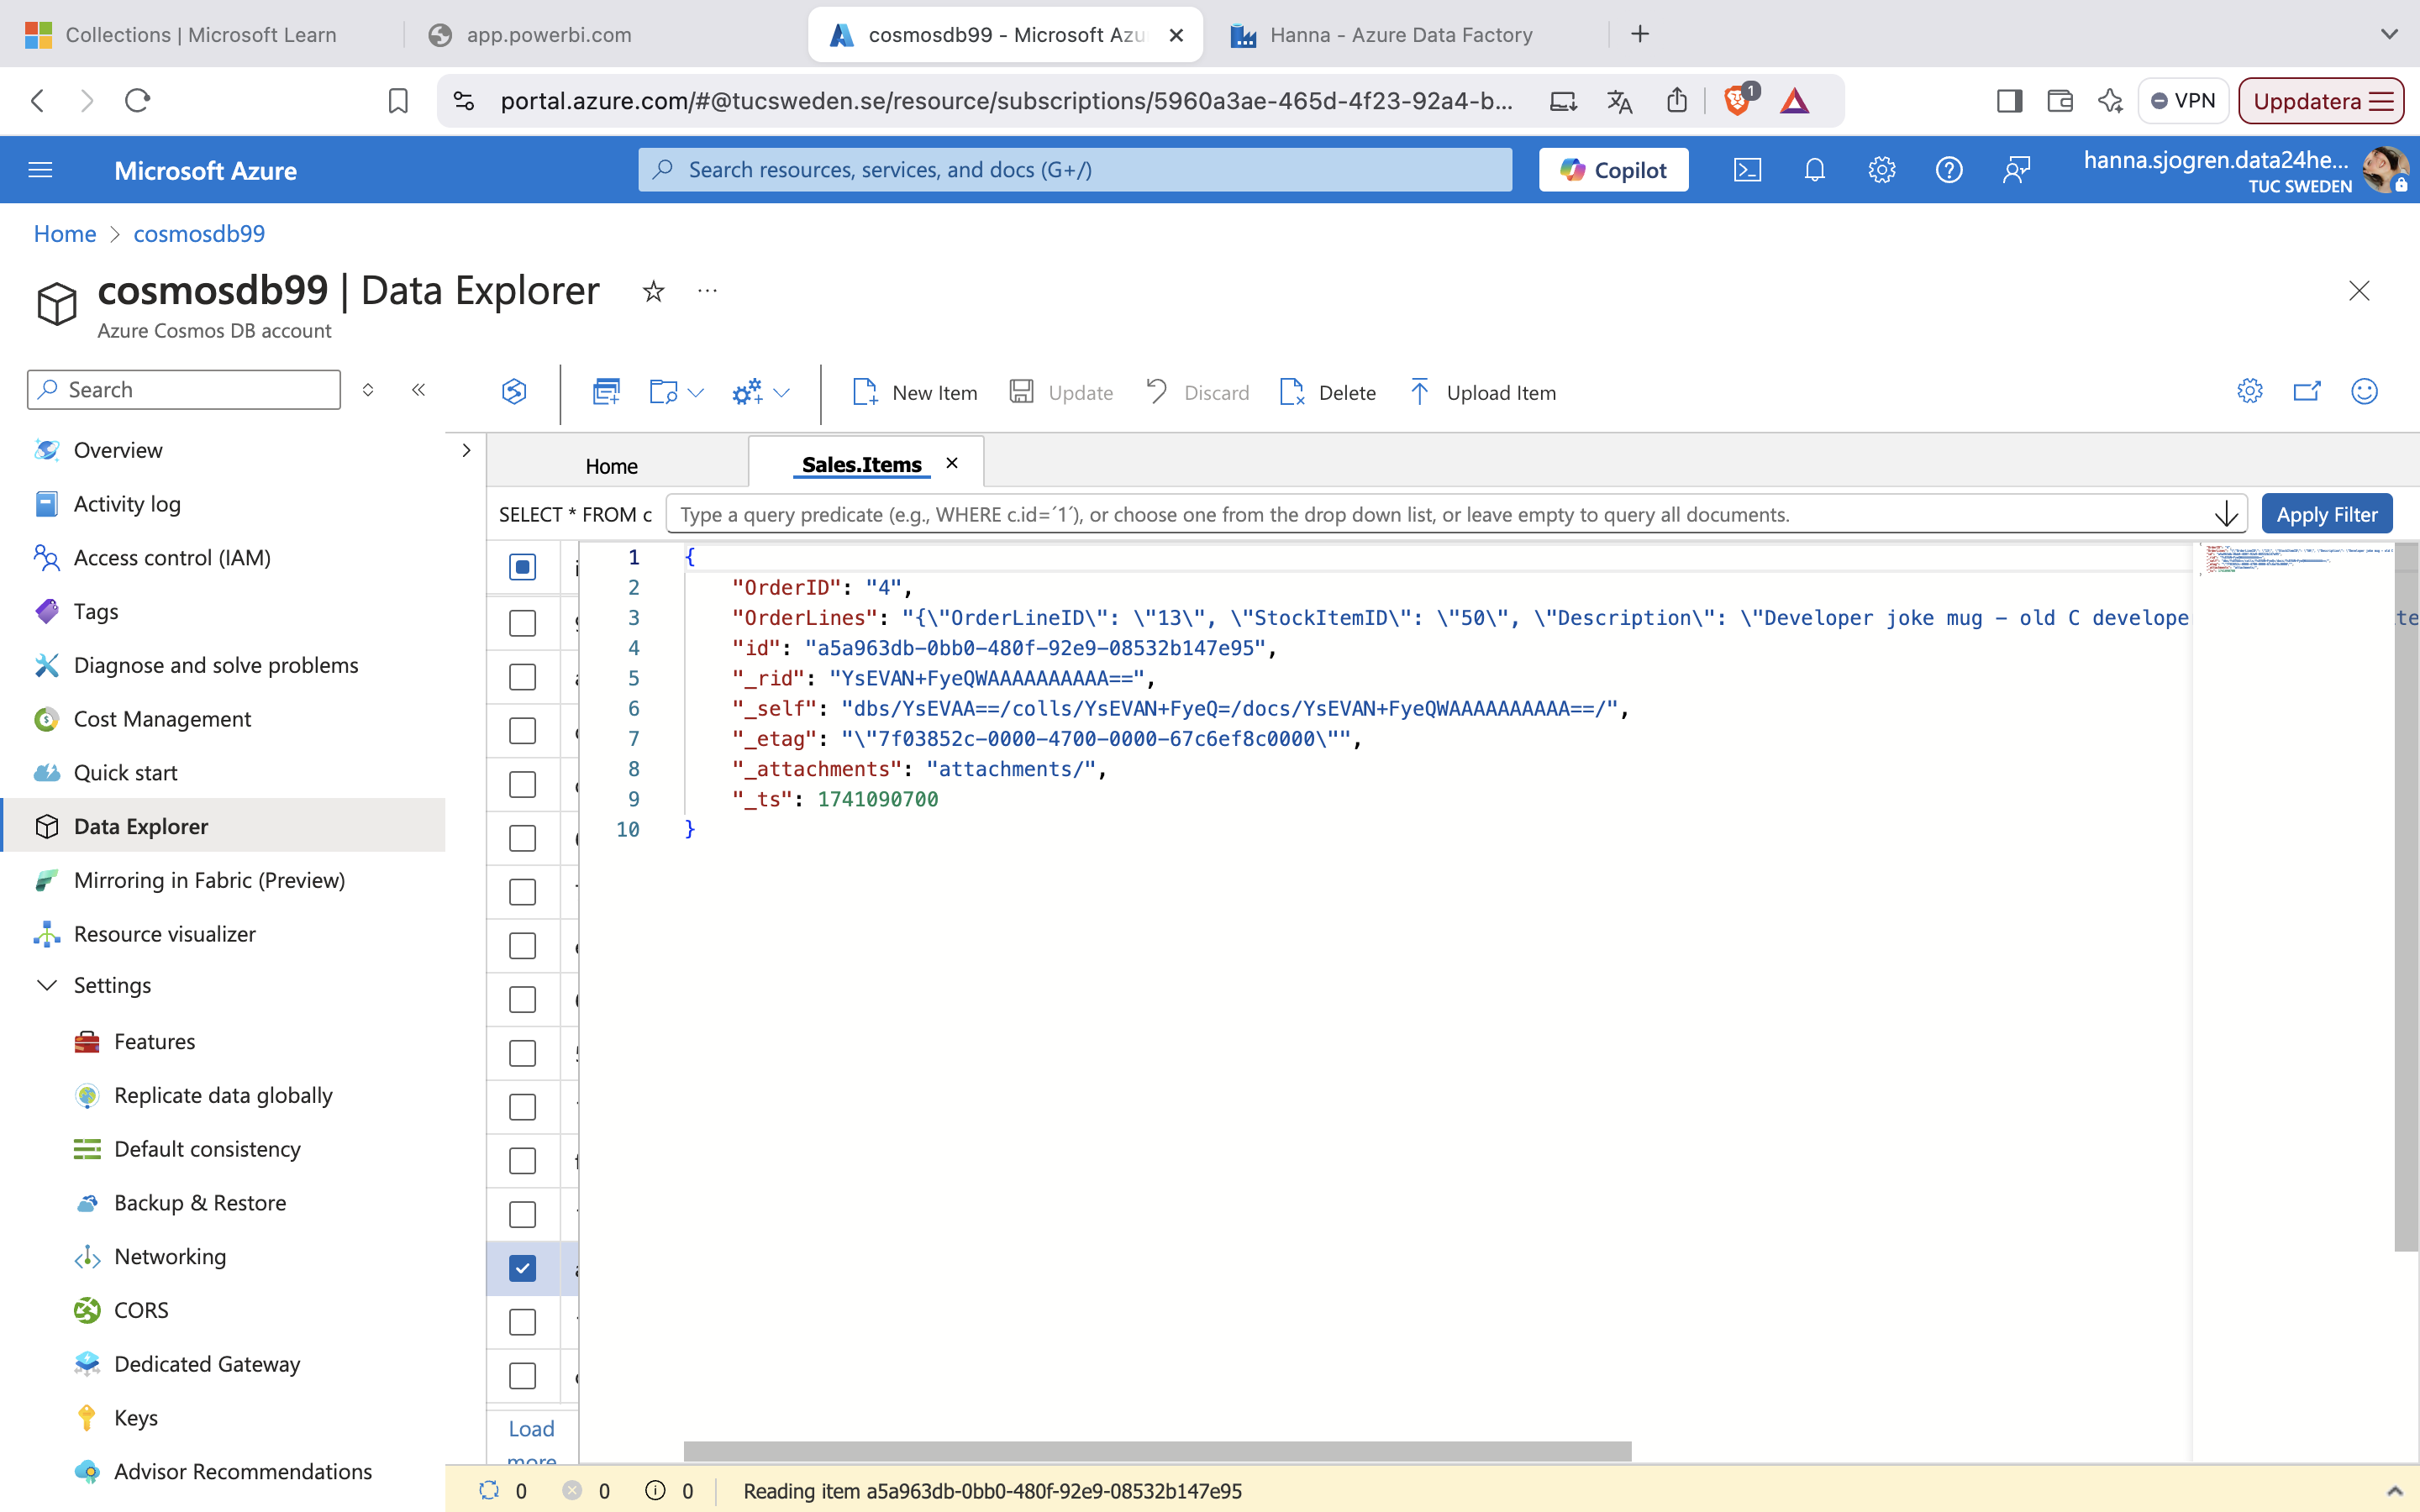 Collections | Microsoft Learn
app.powerbi.com
cosmosdb99 - Microsoft Azu
Hanna - Azure Data Factory
portal.azure.com/#@tucsweden.se/resource/subscriptions/5960a3ae-465d-4f23-92a4-b...
1
VPN
Uppdatera
Microsoft Azure
Search resources, services, and docs (G+/)
Copilot
hanna.sjogren.data24he...
TUC SWEDEN
Home > cosmosdb99
cosmosdb99 | Data Explorer
Azure Cosmos DB account
Search
New Item
Update
Discard
Delete
Upload Item
Overview
Activity log
Access control (IAM)
Tags
Diagnose and solve problems
Cost Management
Quick start
Data Explorer
Mirroring in Fabric (Preview)
Resource visualizer
Settings
Features
Replicate data globally
Default consistency
Backup & Restore
Networking
CORS
Dedicated Gateway
Keys
Advisor Recommendations
Home
Sales.Items
SELECT * FROM c
Type a query predicate (e.g., WHERE c.id=´1´), or choose one from the drop down list, or leave empty to query all documents.
Apply Filter
1 {
2 "OrderID": "4",
3 "OrderLines": "{\"OrderLineID\": \"13\", \"StockItemID\": \"50\", \"Description\": \"Developer joke mug - old C develope
4 "id": "a5a963db-0bb0-480f-92e9-08532b147e95",
5 "_rid": "YsEVAN+FyeQWAAAAAAAAAA==",
6 "_self": "dbs/YsEVAA==/colls/YsEVAN+FyeQ=/docs/YsEVAN+FyeQWAAAAAAAAAA==/",
7 "_etag": "\"7f03852c-0000-4700-0000-67c6ef8c0000\"",
8 "_attachments": "attachments/",
9 "_ts": 1741090700
10 }
Load
more
0 0 0 Reading item a5a963db-0bb0-480f-92e9-08532b147e95